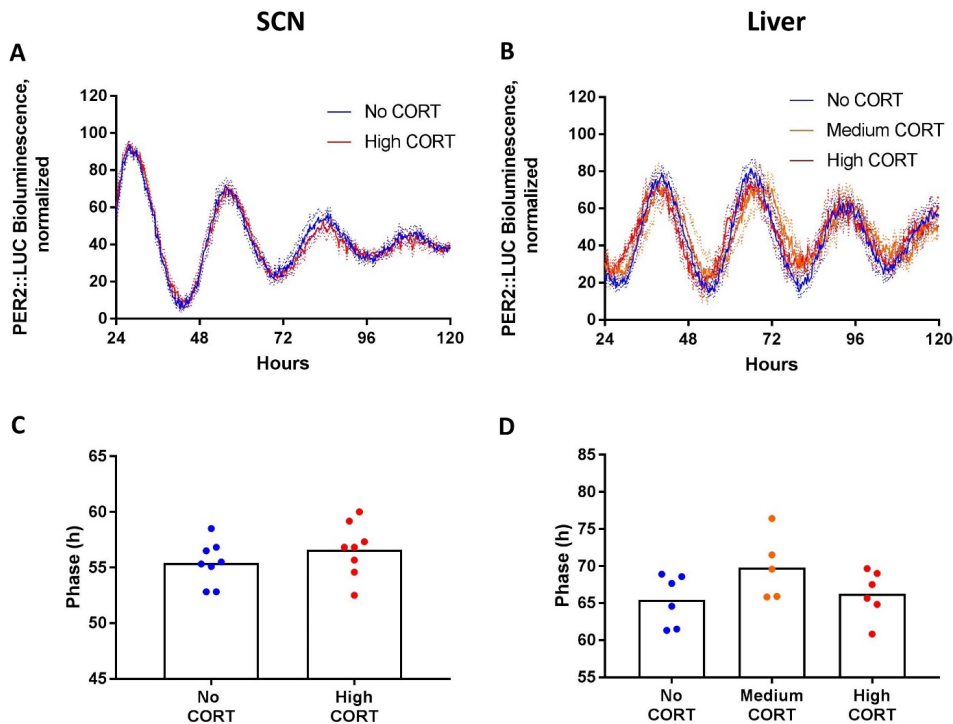 SCN
Liver
A
PER2::LUC Bioluminescence,
normalized
120
100
80
60
40
20
0
24
48
72
96
120
Hours
No CORT
High CORT
B
PER2::LUC Bioluminescence,
normalized
120
100
80
60
40
20
0
24
48
72
96
120
Hours
No CORT
Medium CORT
High CORT
C
Phase (h)
65
60
55
50
45
No
CORT
High
CORT
D
Phase (h)
85
80
75
70
65
60
55
No
CORT
Medium
CORT
High
CORT